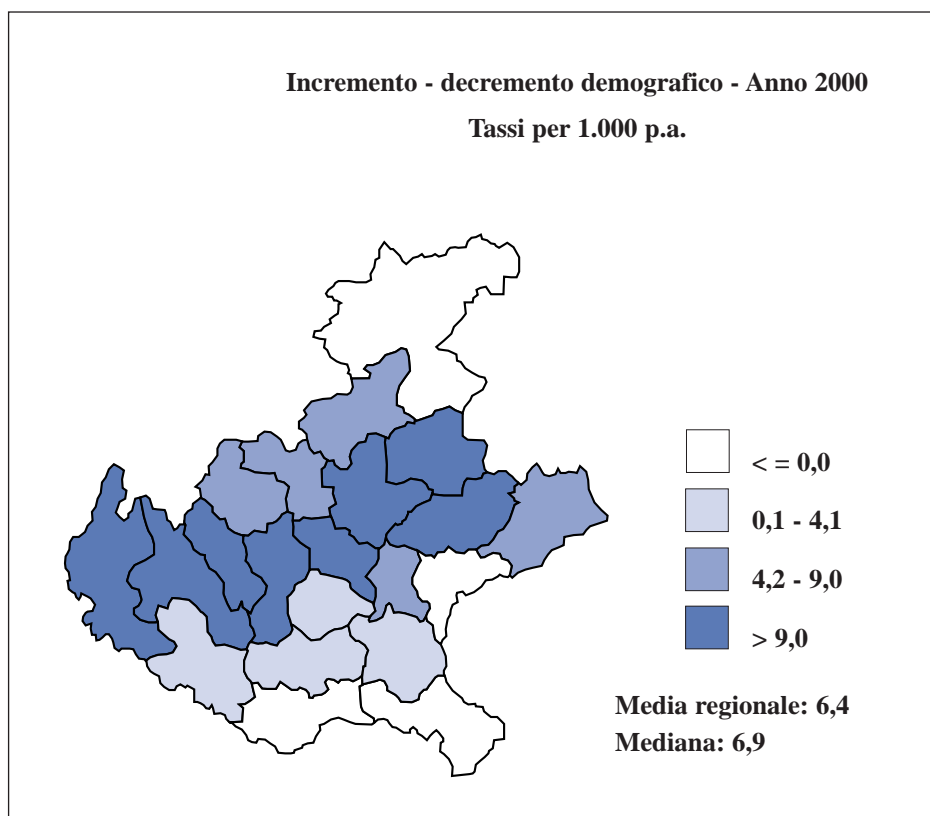 Incremento - decremento demografico - Anno 2000
Tassi per 1.000 p.a.
< = 0,0
0,1 - 4,1
4,2 - 9,0
> 9,0
Media regionale: 6,4
Mediana: 6,9